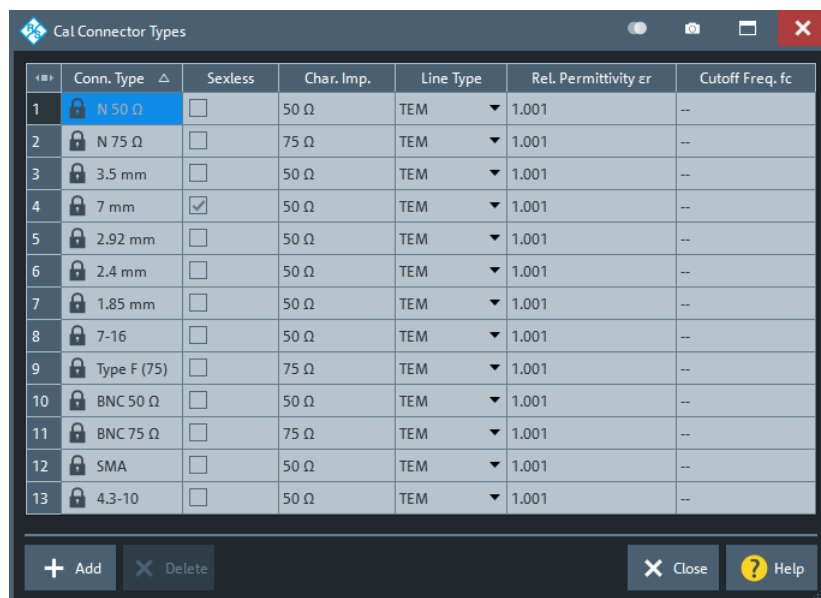 R&S Cal Connector Types
Conn. Type Sexless Char. Imp. Line Type Rel. Permittivity εr Cutoff Freq. fc
1 N 50 Ω 50 Ω TEM 1.001 --
2 N 75 Ω 75 Ω TEM 1.001 --
3 3.5 mm 50 Ω TEM 1.001 --
4 7 mm 50 Ω TEM 1.001 --
5 2.92 mm 50 Ω TEM 1.001 --
6 2.4 mm 50 Ω TEM 1.001 --
7 1.85 mm 50 Ω TEM 1.001 --
8 7-16 50 Ω TEM 1.001 --
9 Type F (75) 75 Ω TEM 1.001 --
10 BNC 50 Ω 50 Ω TEM 1.001 --
11 BNC 75 Ω 75 Ω TEM 1.001 --
12 SMA 50 Ω TEM 1.001 --
13 4.3-10 50 Ω TEM 1.001 --
Add Delete Close ? Help